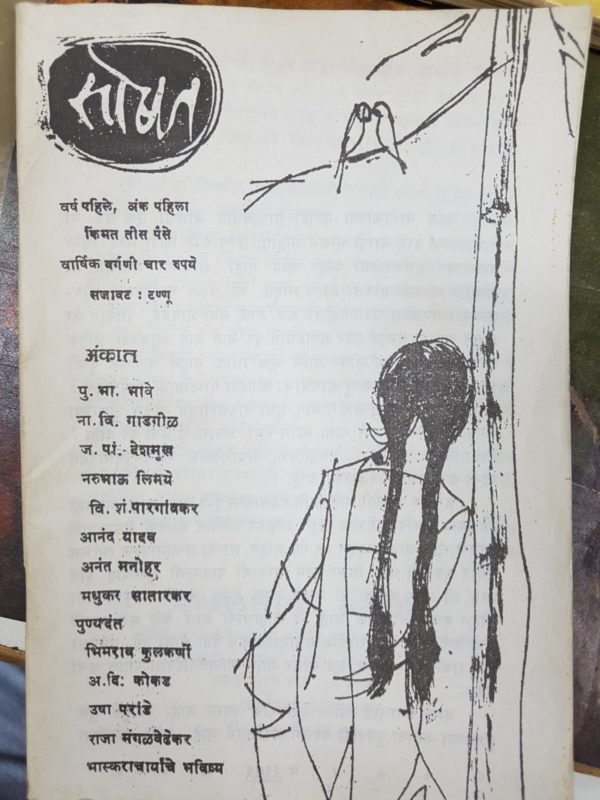 सोबत
वर्ष पहिले, अंक पहिला
किंमत तीस पैसे
वार्षिक वर्गणी चार रुपये
सजावट : टण्णू
अंकात
पु. भा. भावे
ना. वि. गाडगीळ
ज. पां. देशमुख
नरुभाऊ लिमये
वि. शं. पारगांवकर
आनंद यादव
अनंत मनोहर
मधुकर सातारकर
पुण्यवंत
भिमराव कुलकर्णी
अ. वि. कोकड
उषा परांडे
राजा मंगळवेढेकर
भास्कराचार्यांचे भविष्य